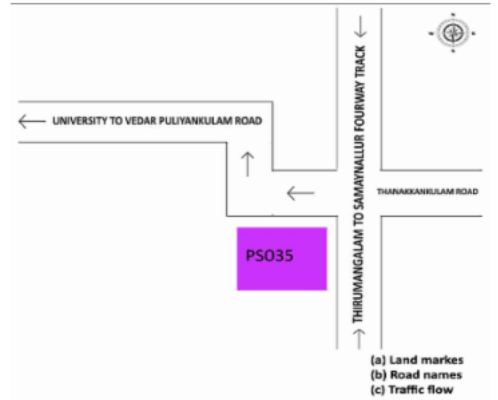 UNIVERSITY TO VEDAR PULIYANKULAM ROAD
THIRUMANGALAM TO SAMAYNALLUR FOURWAY TRACK
THANAKKANKULAM ROAD
PSO35
(a) Land markes
(b) Road names
(c) Traffic flow